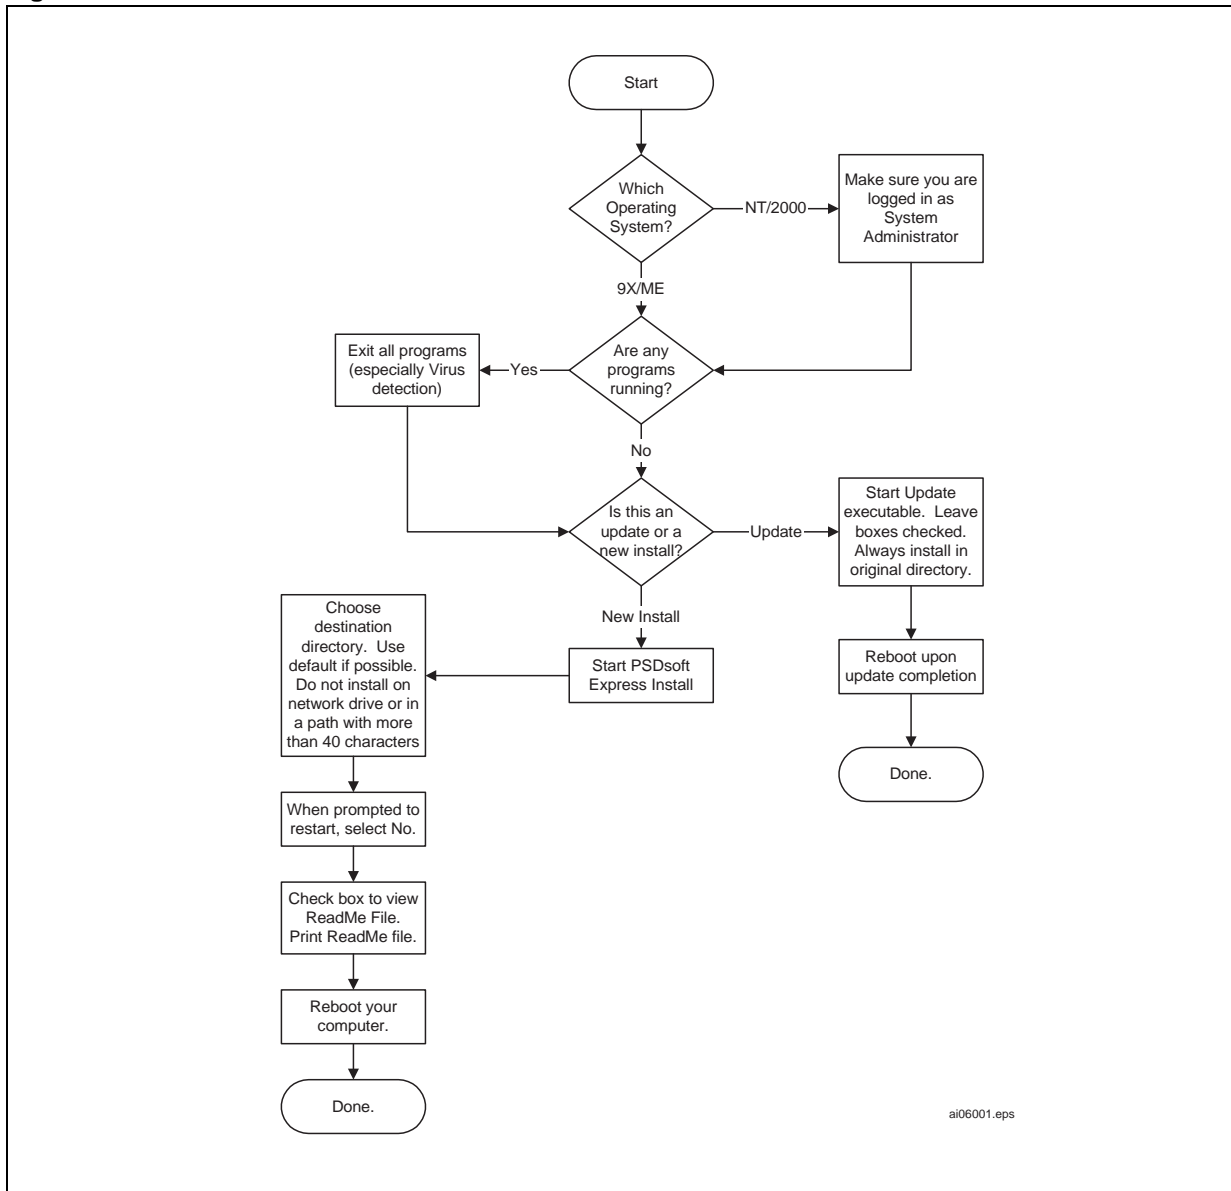 Start
Which
Operating
System?
NT/2000
Make sure you are
logged in as
System
Administrator
9X/ME
Are any
programs
running?
Yes
Exit all programs
(especially Virus
detection)
No
Is this an
update or a
new install?
Update
Start Update
executable. Leave
boxes checked.
Always install in
original directory.
Reboot upon
update completion
Done.
New Install
Start PSDsoft
Express Install
Choose
destination
directory. Use
default if possible.
Do not install on
network drive or in
a path with more
than 40 characters
When prompted to
restart, select No.
Check box to view
ReadMe File.
Print ReadMe file.
Reboot your
computer.
Done.
ai06001.eps